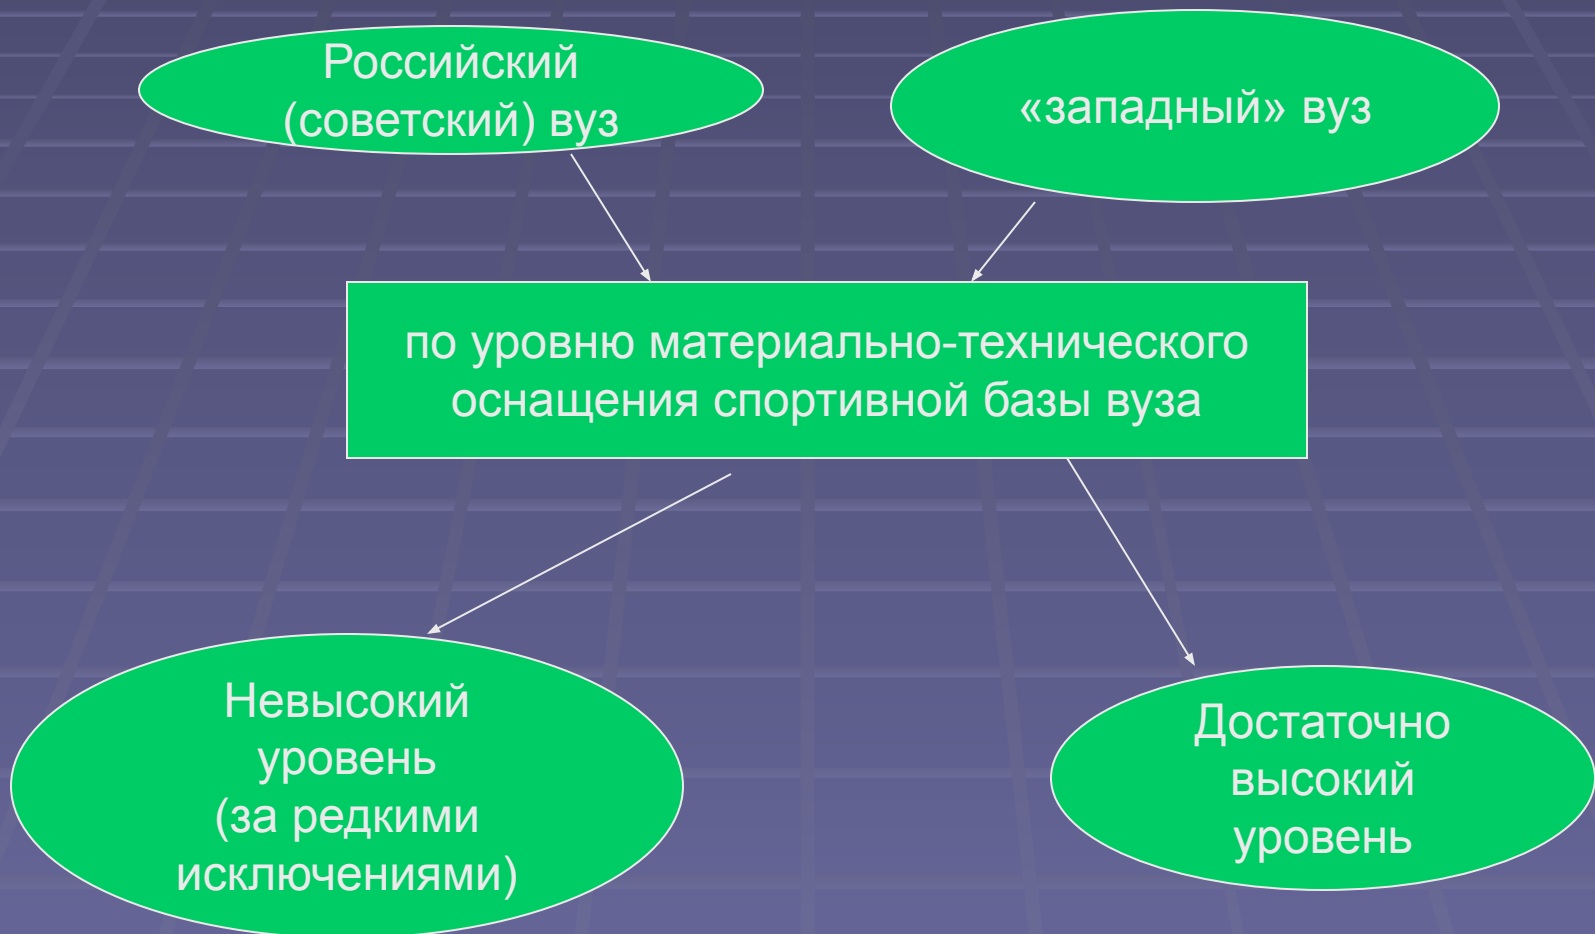 Российский
(советский) вуз
«западный» вуз
по уровню материально-технического
оснащения спортивной базы вуза
Невысокий
уровень
(за редкими
исключениями)
Достаточно
высокий
уровень